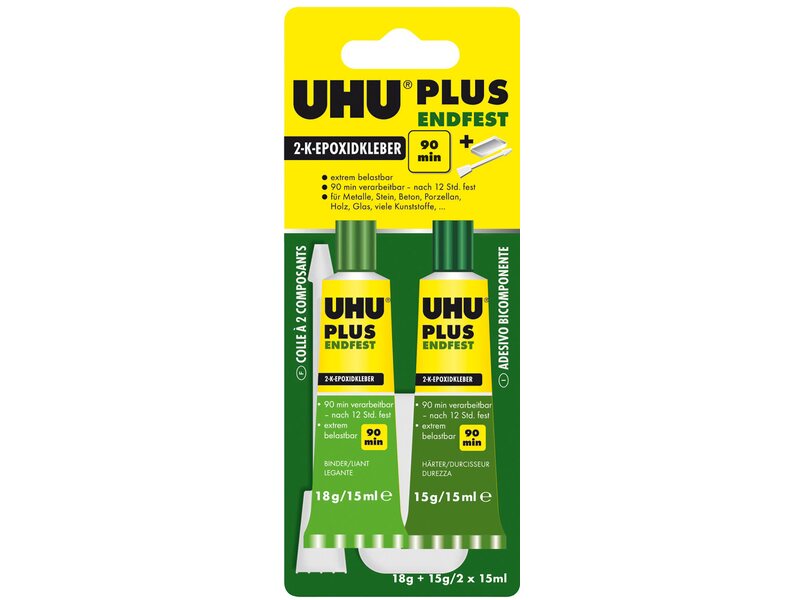 UHU® PLUS
ENDFEST
2-K-EPOXIDKLEBER
90
min
+
• extrem belastbar
• 90 min verarbeitbar – nach 12 Std. fest
• für Metalle, Stein, Beton, Porzellan,
Holz, Glas, viele Kunststoffe, ...
F COLLE À 2 COMPOSANTS
UHU®
PLUS
ENDFEST
2-K-EPOXIDKLEBER
• 90 min verarbeitbar
– nach 12 Std. fest
• extrem
belastbar
90
min
BINDER/LIANT
LEGANTE
18g/15ml e
UHU®
PLUS
ENDFEST
2-K-EPOXIDKLEBER
• 90 min verarbeitbar
– nach 12 Std. fest
• extrem
belastbar
90
min
HÄRTER/DURCISSEUR
DUREZZA
15g/15ml e
I ADESIVO BICOMPONENTE
18g + 15g/2 x 15ml